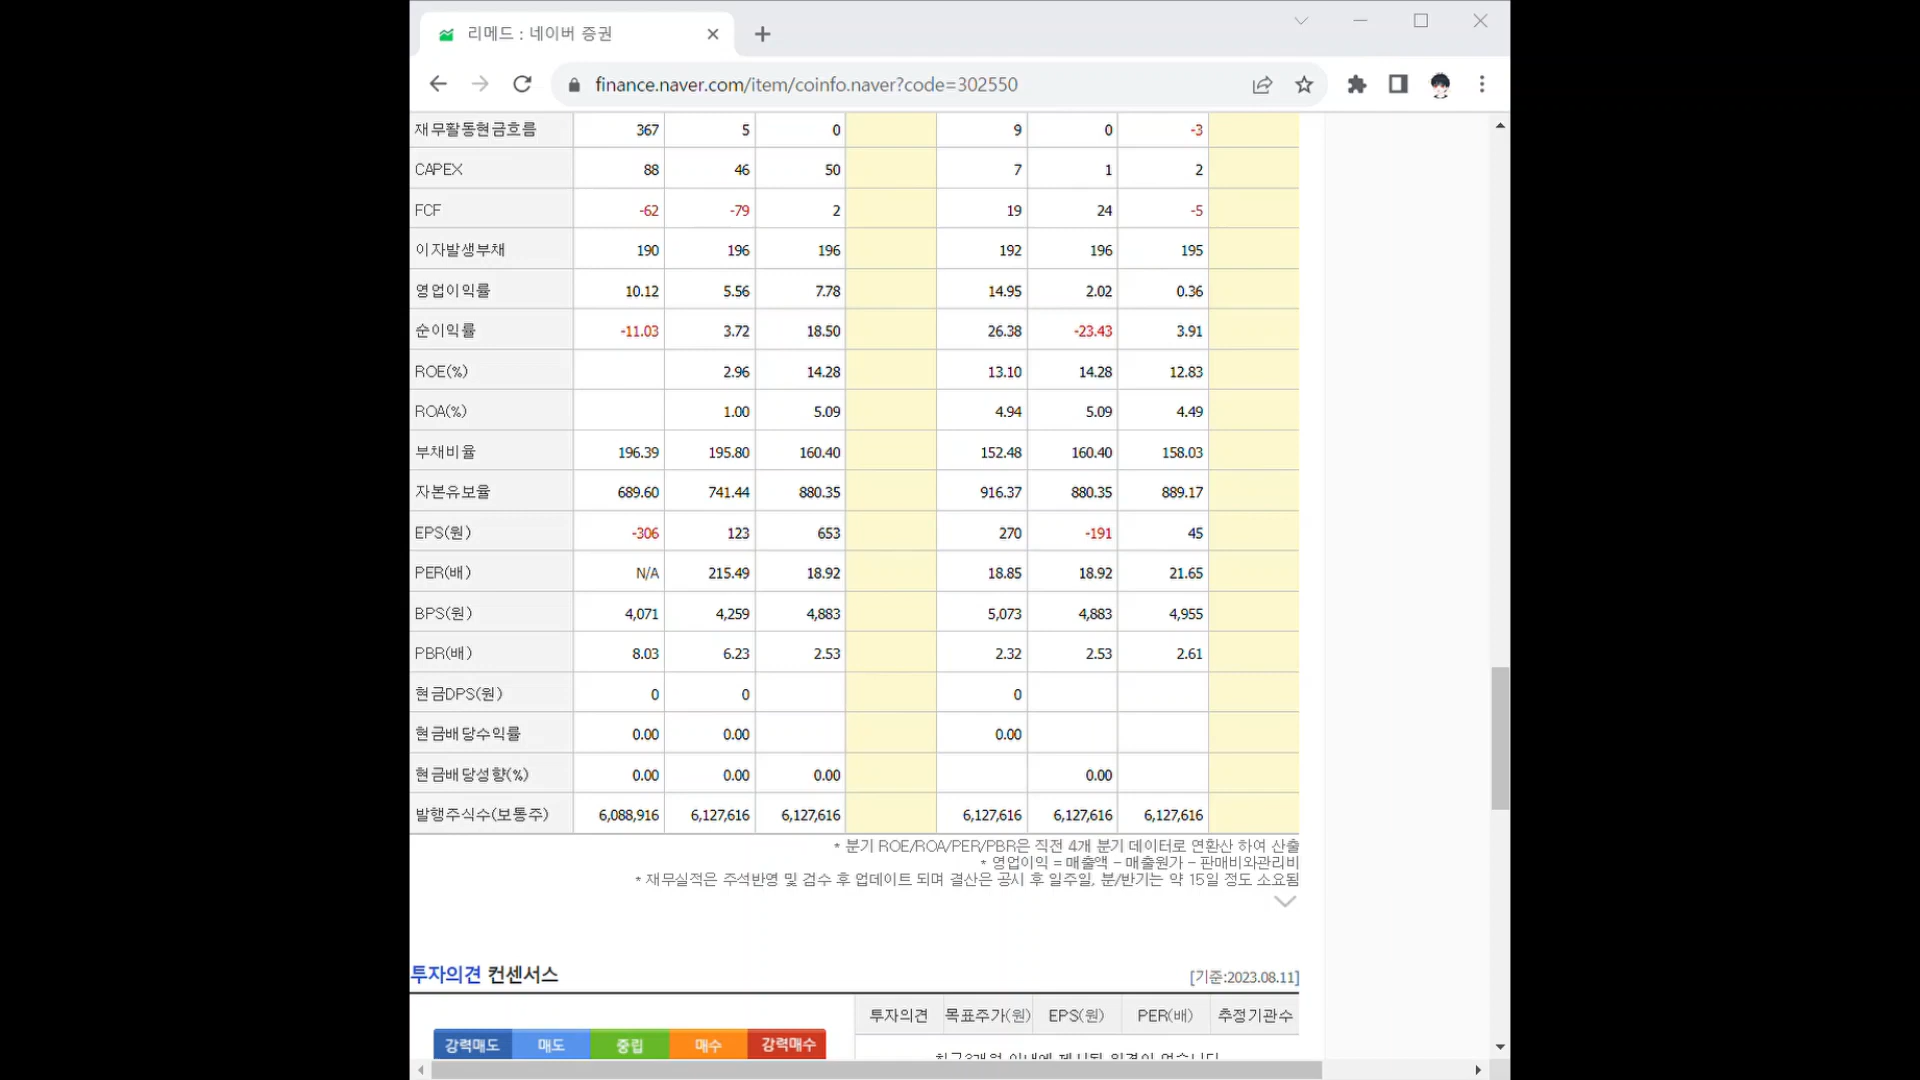 리메드 : 네이버 증권
finance.naver.com/item/coinfo.naver?code=302550
재무활동현금흐름 367 5 0 9 0 -3
CAPEX 88 46 50 7 1 2
FCF -62 -79 2 19 24 -5
이자발생부채 190 196 196 192 196 195
영업이익률 10.12 5.56 7.78 14.95 2.02 0.36
순이익률 -11.03 3.72 18.50 26.38 -23.43 3.91
ROE(%) 2.96 14.28 13.10 14.28 12.83
ROA(%) 1.00 5.09 4.94 5.09 4.49
부채비율 196.39 195.80 160.40 152.48 160.40 158.03
자본유보율 689.60 741.44 880.35 916.37 880.35 889.17
EPS(원) -306 123 653 270 -191 45
PER(배) N/A 215.49 18.92 18.85 18.92 21.65
BPS(원) 4,071 4,259 4,883 5,073 4,883 4,955
PBR(배) 8.03 6.23 2.53 2.32 2.53 2.61
현금DPS(원) 0 0 0
현금배당수익률 0.00 0.00 0.00
현금배당성향(%) 0.00 0.00 0.00 0.00
발행주식수(보통주) 6,088,916 6,127,616 6,127,616 6,127,616 6,127,616 6,127,616
* 분기 ROE/ROA/PER/PBR은 직전 4개 분기 데이터로 연환산 하여 산출
* 영업이익 = 매출액 - 매출원가 - 판매비와관리비
* 재무실적은 주석반영 및 검수 후 업데이트 되며 결산은 공시 후 일주일, 분/반기는 약 15일 정도 소요됨
투자의견 컨센서스 [기준:2023.08.11]
투자의견 목표주가(원) EPS(원) PER(배) 추정기관수
강력매도 매도 중립 매수 강력매수